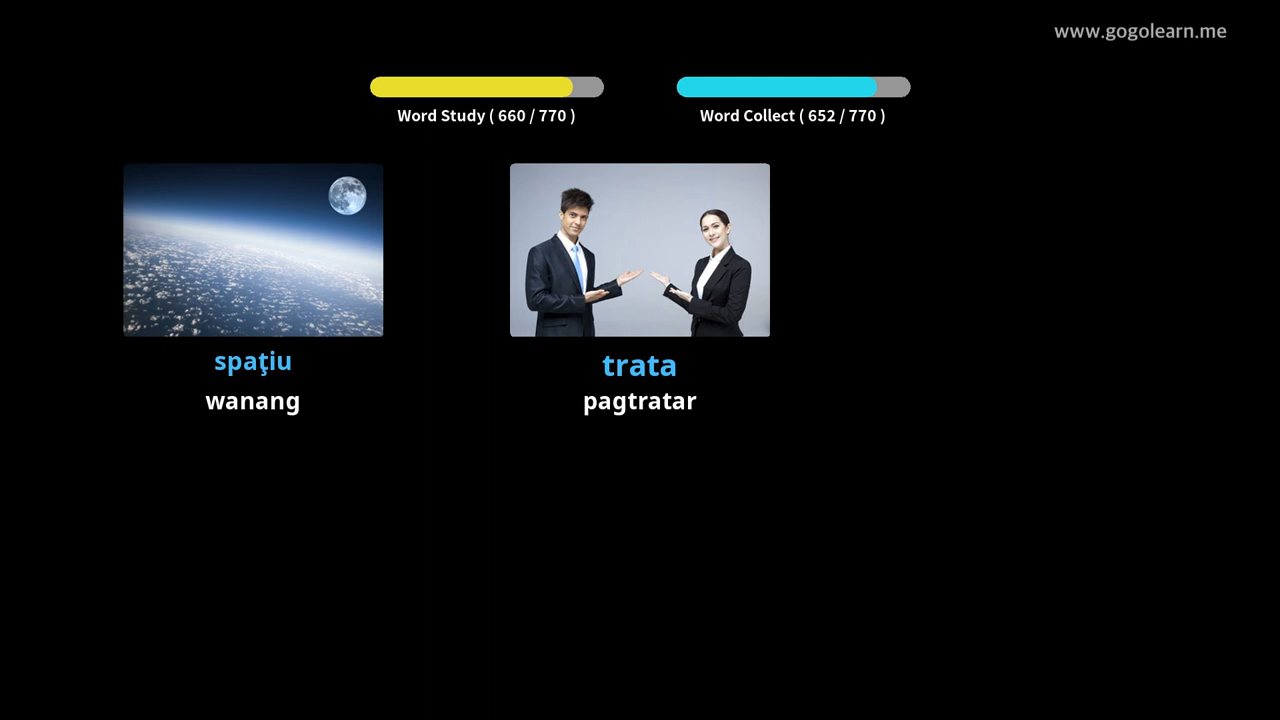 www.gogolearn.me
Word Study ( 660 / 770 )
Word Collect ( 652 / 770 )
spaţiu
wanang
trata
pagtratar